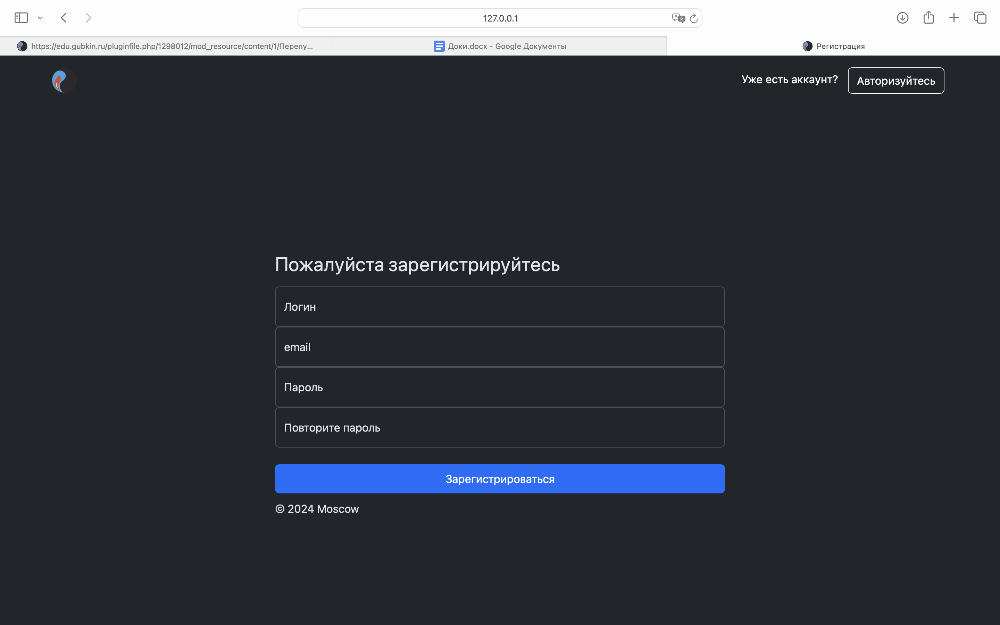 127.0.0.1
https://edu.gubkin.ru/pluginfile.php/1298012/mod_resource/content/1/Перепу...
Доки.docx - Google Документы
Регистрация
Уже есть аккаунт?
Авторизуйтесь
Пожалуйста зарегистрируйтесь
Логин
email
Пароль
Повторите пароль
Зарегистрироваться
© 2024 Moscow